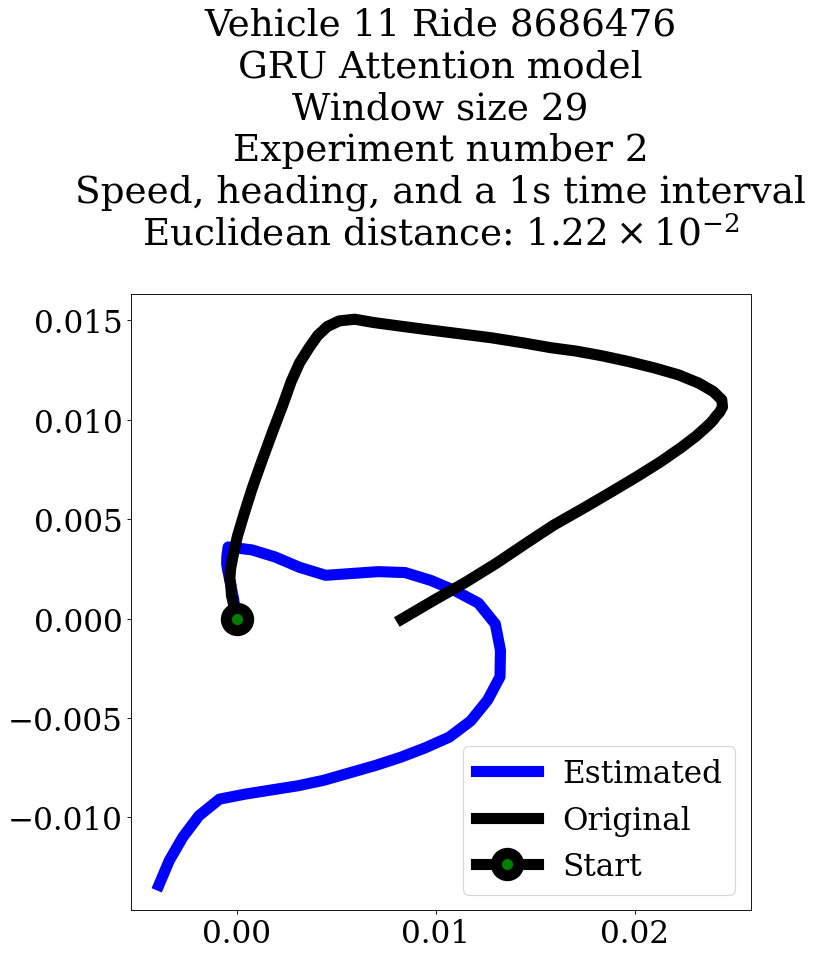 Vehicle 11 Ride 8686476
GRU Attention model
Window size 29
Experiment number 2
Speed, heading, and a 1s time interval
Euclidean distance: 1.22 × 10⁻²
0.015
0.010
0.005
0.000
−0.005
−0.010
Estimated
Original
Start
0.00 0.01 0.02